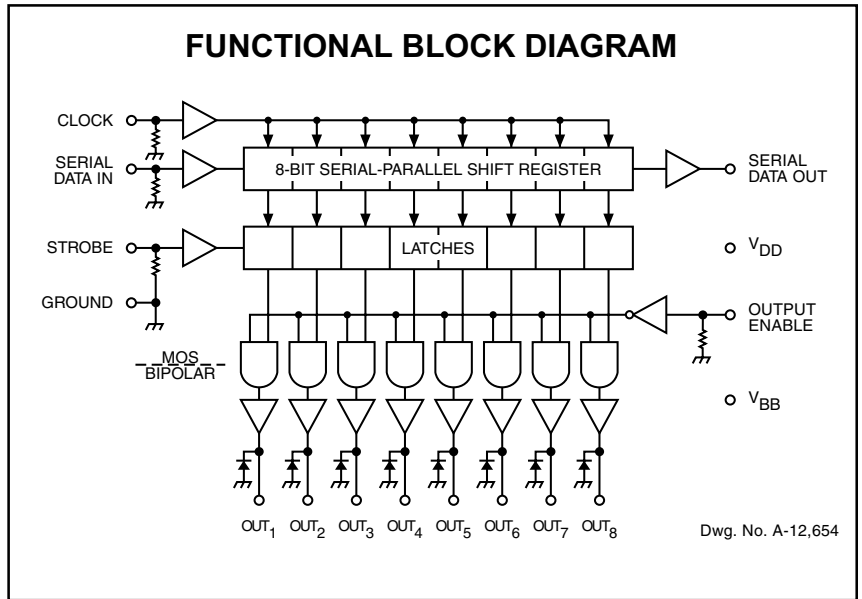 FUNCTIONAL BLOCK DIAGRAM
CLOCK
SERIAL
DATA IN
8-BIT SERIAL-PARALLEL SHIFT REGISTER
SERIAL
DATA OUT
STROBE
LATCHES
VDD
GROUND
OUTPUT
ENABLE
MOS
BIPOLAR
VBB
OUT1 OUT2 OUT3 OUT4 OUT5 OUT6 OUT7 OUT8
Dwg. No. A-12,654